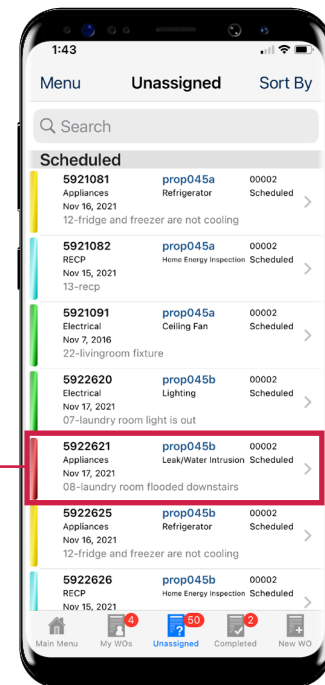 1:43
Menu Unassigned Sort By
Search
Scheduled
5921081 prop045a 00002
Appliances Refrigerator Scheduled
Nov 16, 2021
12-fridge and freezer are not cooling
5921082 prop045a 00002
RECP Home Energy Inspection Scheduled
Nov 15, 2021
13-recp
5921091 prop045a 00002
Electrical Ceiling Fan Scheduled
Nov 7, 2016
22-livingroom fixture
5922620 prop045b 00002
Electrical Lighting Scheduled
Nov 17, 2021
07-laundry room light is out
5922621 prop045b 00002
Appliances Leak/Water Intrusion Scheduled
Nov 17, 2021
08-laundry room flooded downstairs
5922625 prop045b 00002
Appliances Refrigerator Scheduled
Nov 16, 2021
12-fridge and freezer are not cooling
5922626 prop045b 00002
RECP Home Energy Inspection Scheduled
Nov 15, 2021
4 50 2
Main Menu My WOs Unassigned Completed New WO